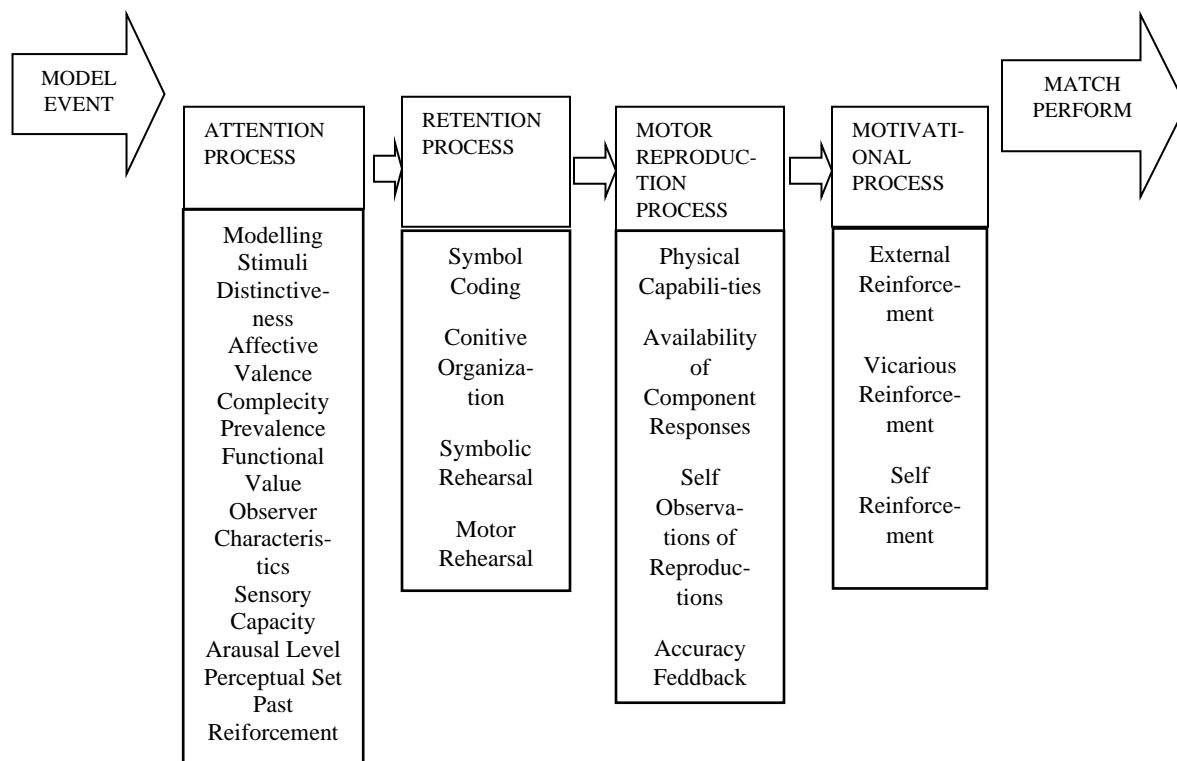 MODEL
EVENT
ATTENTION
PROCESS
Modelling
Stimuli
Distinctive-
ness
Affective
Valence
Complecity
Prevalence
Functional
Value
Observer
Characteris-
tics
Sensory
Capacity
Arausal Level
Perceptual Set
Past
Reiforcement
RETENTION
PROCESS
Symbol
Coding
Conitive
Organiza-
tion
Symbolic
Rehearsal
Motor
Rehearsal
MOTOR
REPRODUC-
TION
PROCESS
Physical
Capabili-ties
Availability
of
Component
Responses
Self
Observa-
tions of
Reproduc-
tions
Accuracy
Feddback
MOTIVATI-
ONAL
PROCESS
External
Reinforce-
ment
Vicarious
Reinforce-
ment
Self
Reinforce-
ment
MATCH
PERFORM